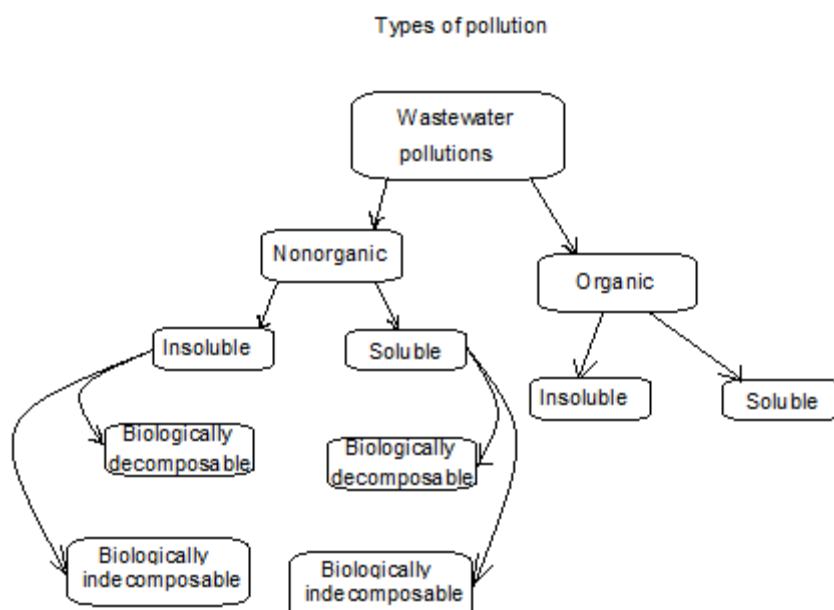 Types of pollution
Wastewater
pollutions
Nonorganic
Organic
Insoluble
Soluble
Insoluble
Soluble
Biologically
decomposable
Biologically
decomposable
Biologically
indecomposable
Biologically
indecomposable